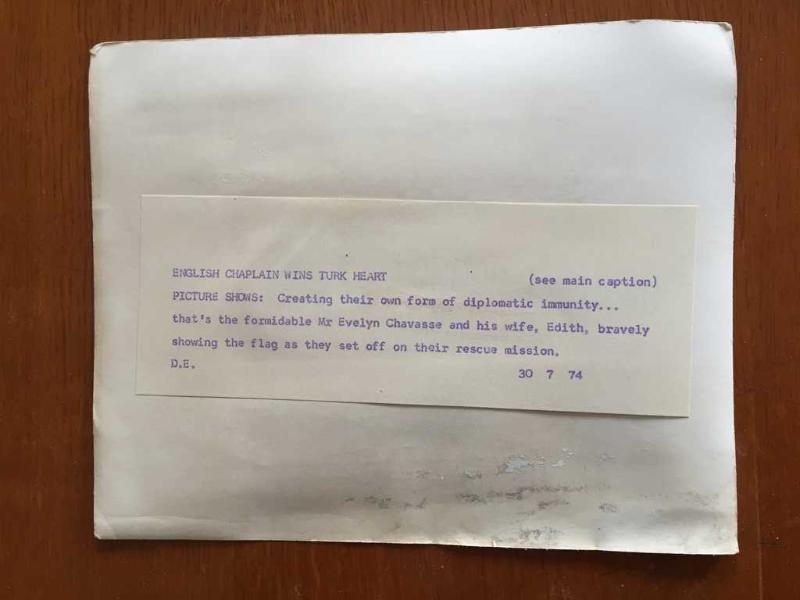 ENGLISH CHAPLAIN WINS TURK HEART (see main caption)
PICTURE SHOWS: Creating their own form of diplomatic immunity...
that's the formidable Mr Evelyn Chavasse and his wife, Edith, bravely
showing the flag as they set off on their rescue mission.
D.E. 30 7 74